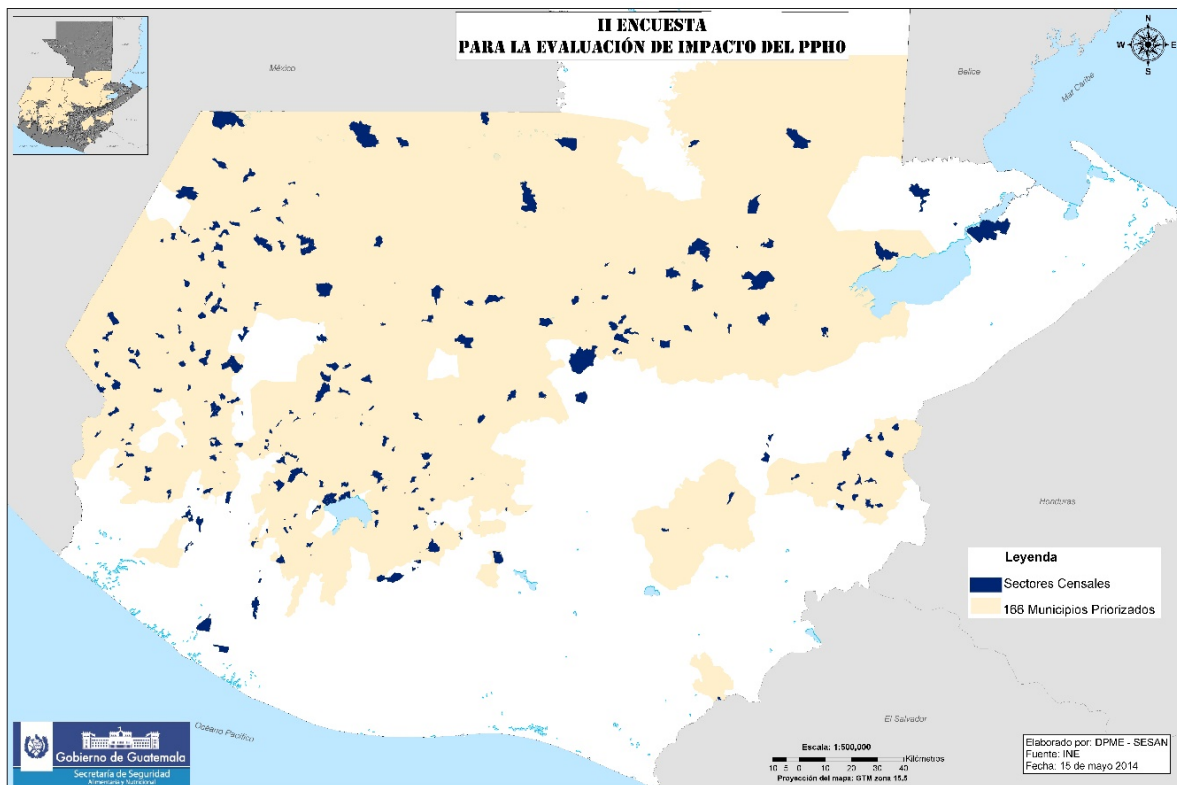 II ENCUESTA
PARA LA EVALUACIÓN DE IMPACTO DEL PPH0
N
W
E
S
México
Belice
Mar Caribe
Honduras
Leyenda
Sectores Censales
166 Municipios Priorizados
El Salvador
Océano Pacífico
Gobierno de Guatemala
Secretaría de Seguridad
Alimentaria y Nutricional
Escala: 1:500,000
10 5 0 10 20 30 40
Kilómetros
Proyección del mapa: GTM zona 15.5
Elaborado por: DPME - SESAN
Fuente: INE
Fecha: 15 de mayo 2014